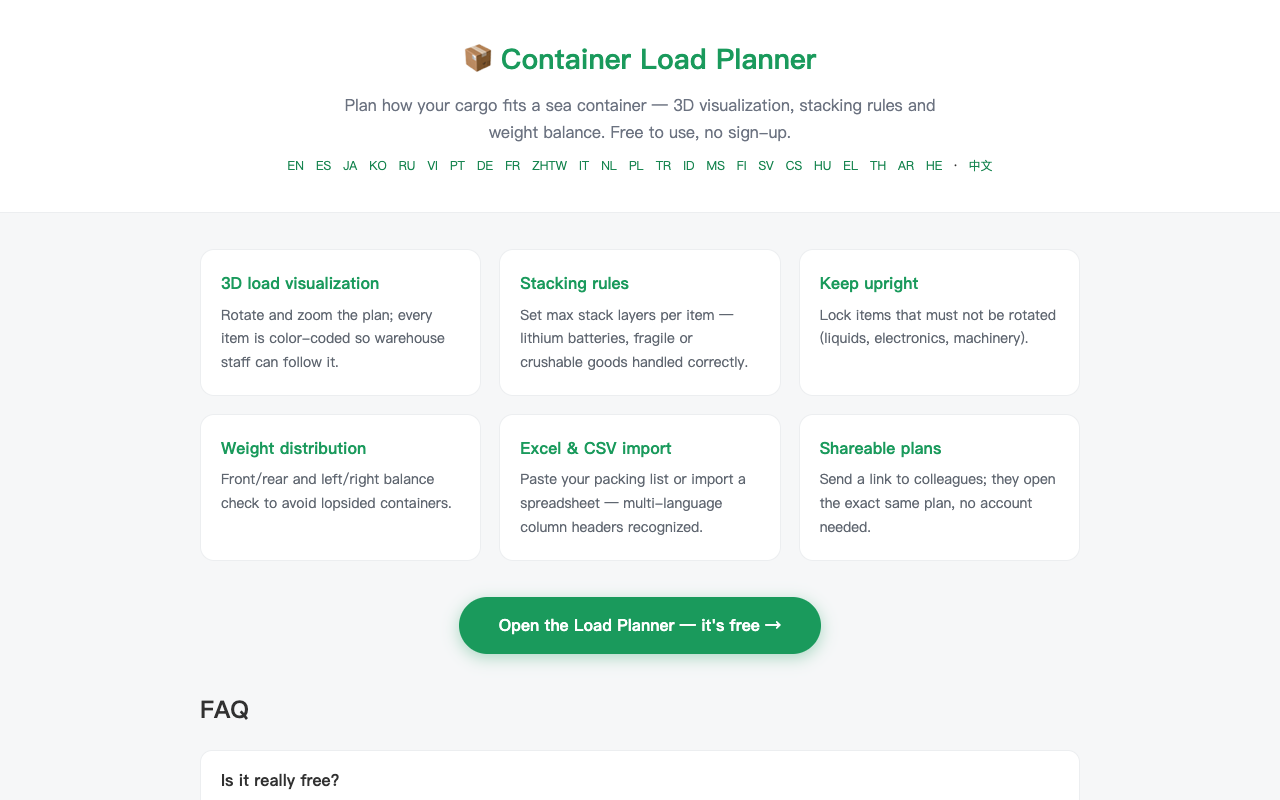 📦 Container Load Planner
Plan how your cargo fits a sea container — 3D visualization, stacking rules and
weight balance. Free to use, no sign-up.
EN ES JA KO RU VI PT DE FR ZHTW IT NL PL TR ID MS FI SV CS HU EL TH AR HE · 中文
3D load visualization
Rotate and zoom the plan; every
item is color-coded so warehouse
staff can follow it.
Stacking rules
Set max stack layers per item —
lithium batteries, fragile or
crushable goods handled correctly.
Keep upright
Lock items that must not be rotated
(liquids, electronics, machinery).
Weight distribution
Front/rear and left/right balance
check to avoid lopsided containers.
Excel & CSV import
Paste your packing list or import a
spreadsheet — multi-language
column headers recognized.
Shareable plans
Send a link to colleagues; they open
the exact same plan, no account
needed.
Open the Load Planner — it's free →
FAQ
Is it really free?